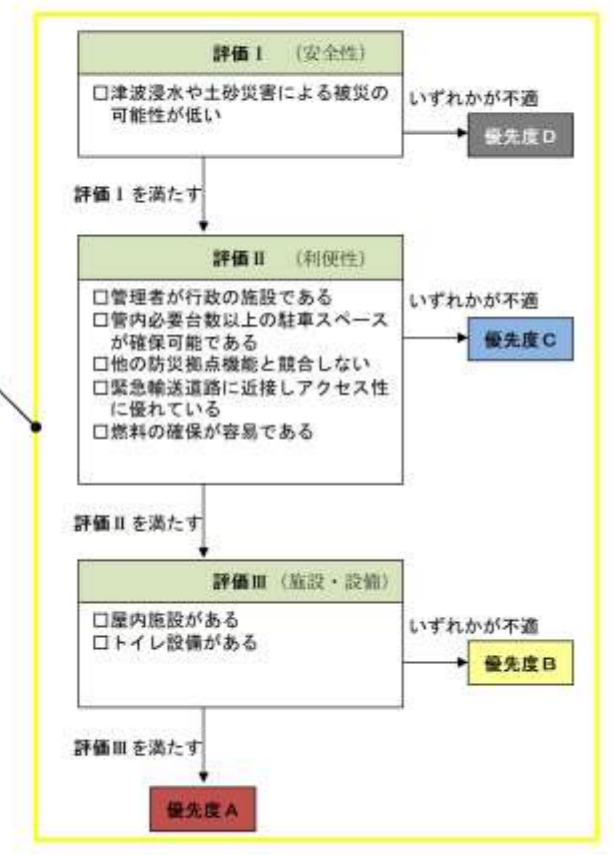 評価Ⅰ （安全性）
□津波浸水や土砂災害による被災の
可能性が低い
いずれかが不適
優先度D
評価Ⅰを満たす
評価Ⅱ （利便性）
□管理者が行政の施設である
□管内必要台数以上の駐車スペース
が確保可能である
□他の防災拠点機能と競合しない
□緊急輸送道路に近接しアクセス性
に優れている
□燃料の確保が容易である
いずれかが不適
優先度C
評価Ⅱを満たす
評価Ⅲ （施設・設備）
□屋内施設がある
□トイレ設備がある
いずれかが不適
優先度B
評価Ⅲを満たす
優先度A